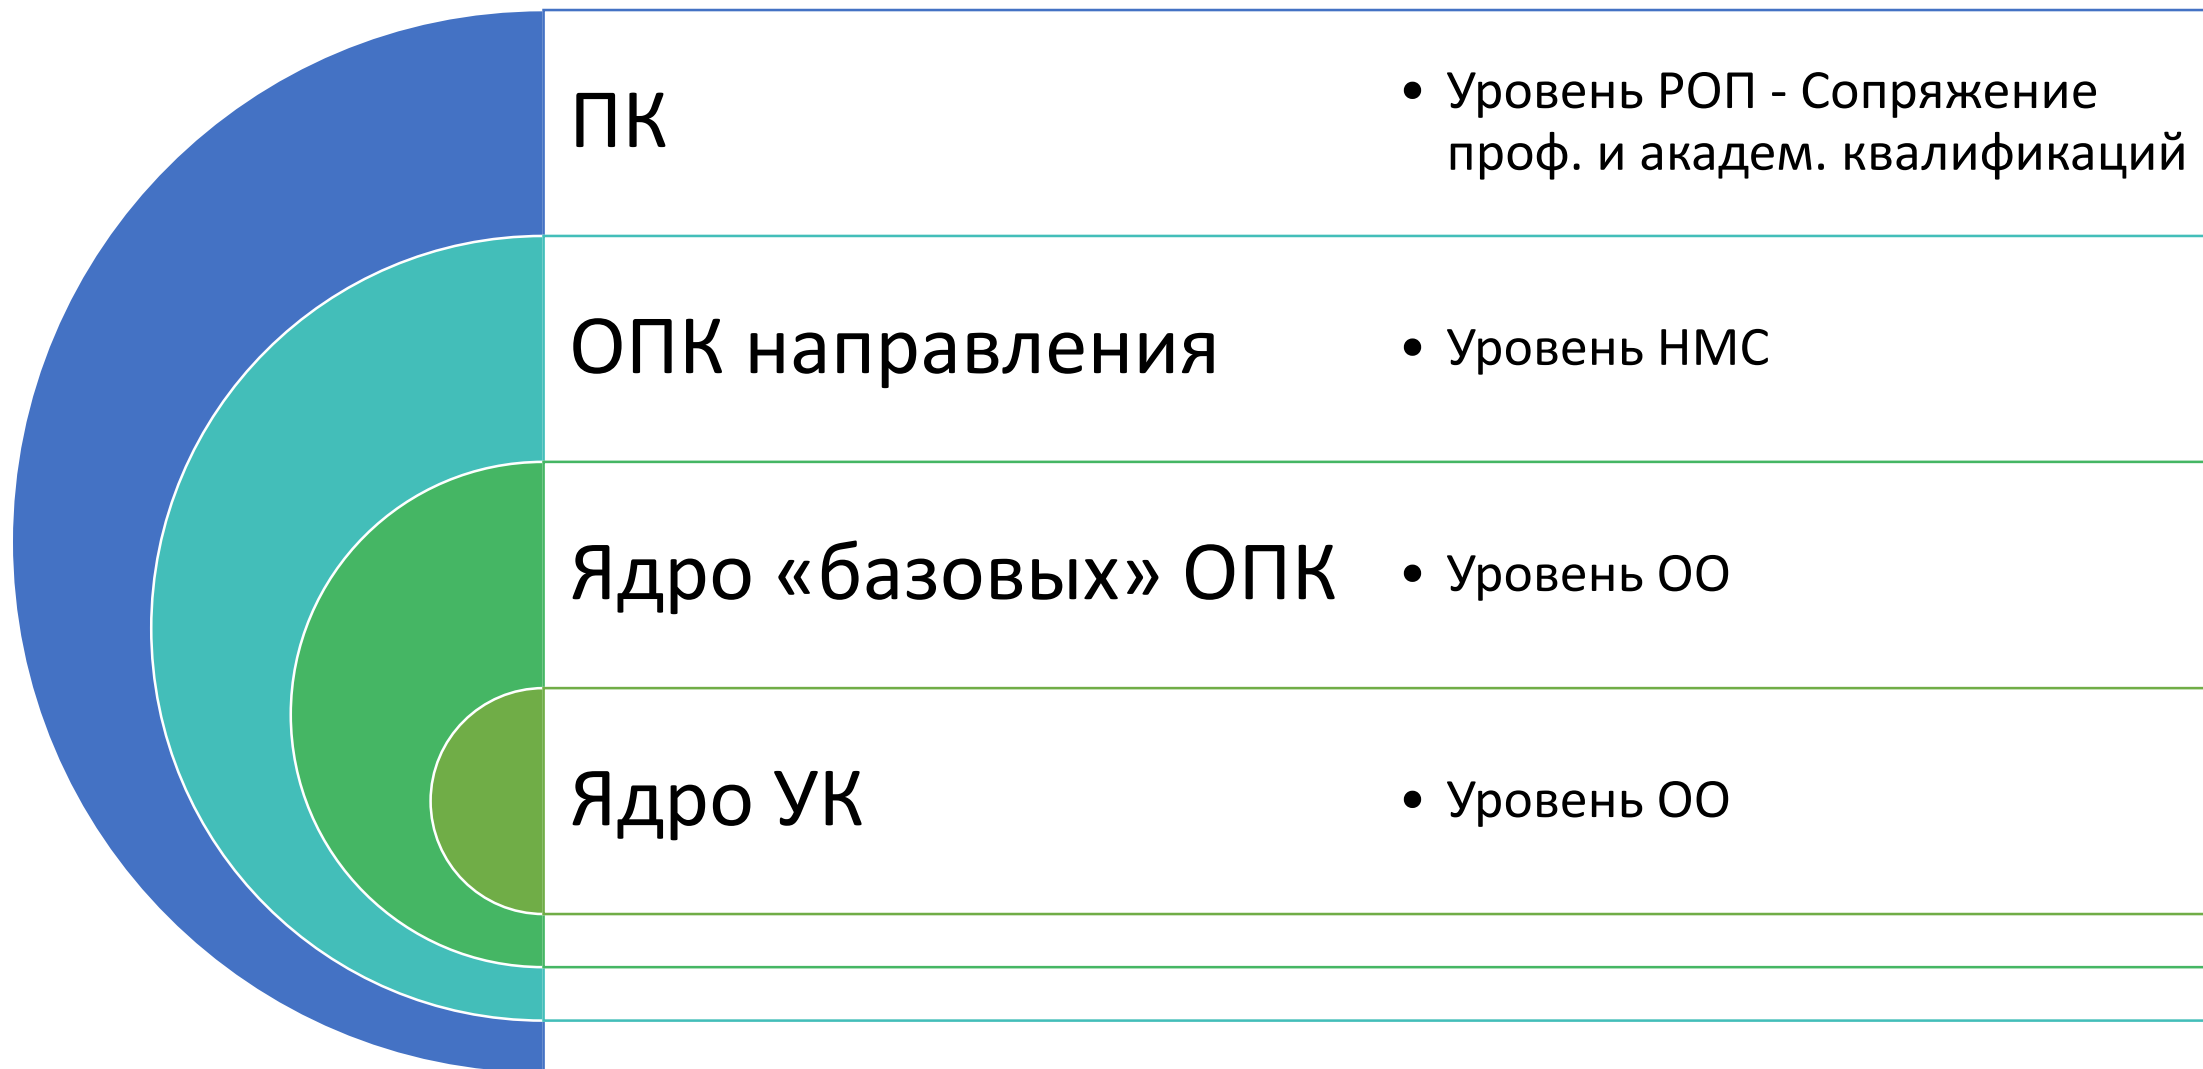 ПК
• Уровень РОП - Сопряжение
проф. и академ. квалификаций
ОПК направления
• Уровень НМС
Ядро «базовых» ОПК
• Уровень ОО
Ядро УК
• Уровень ОО